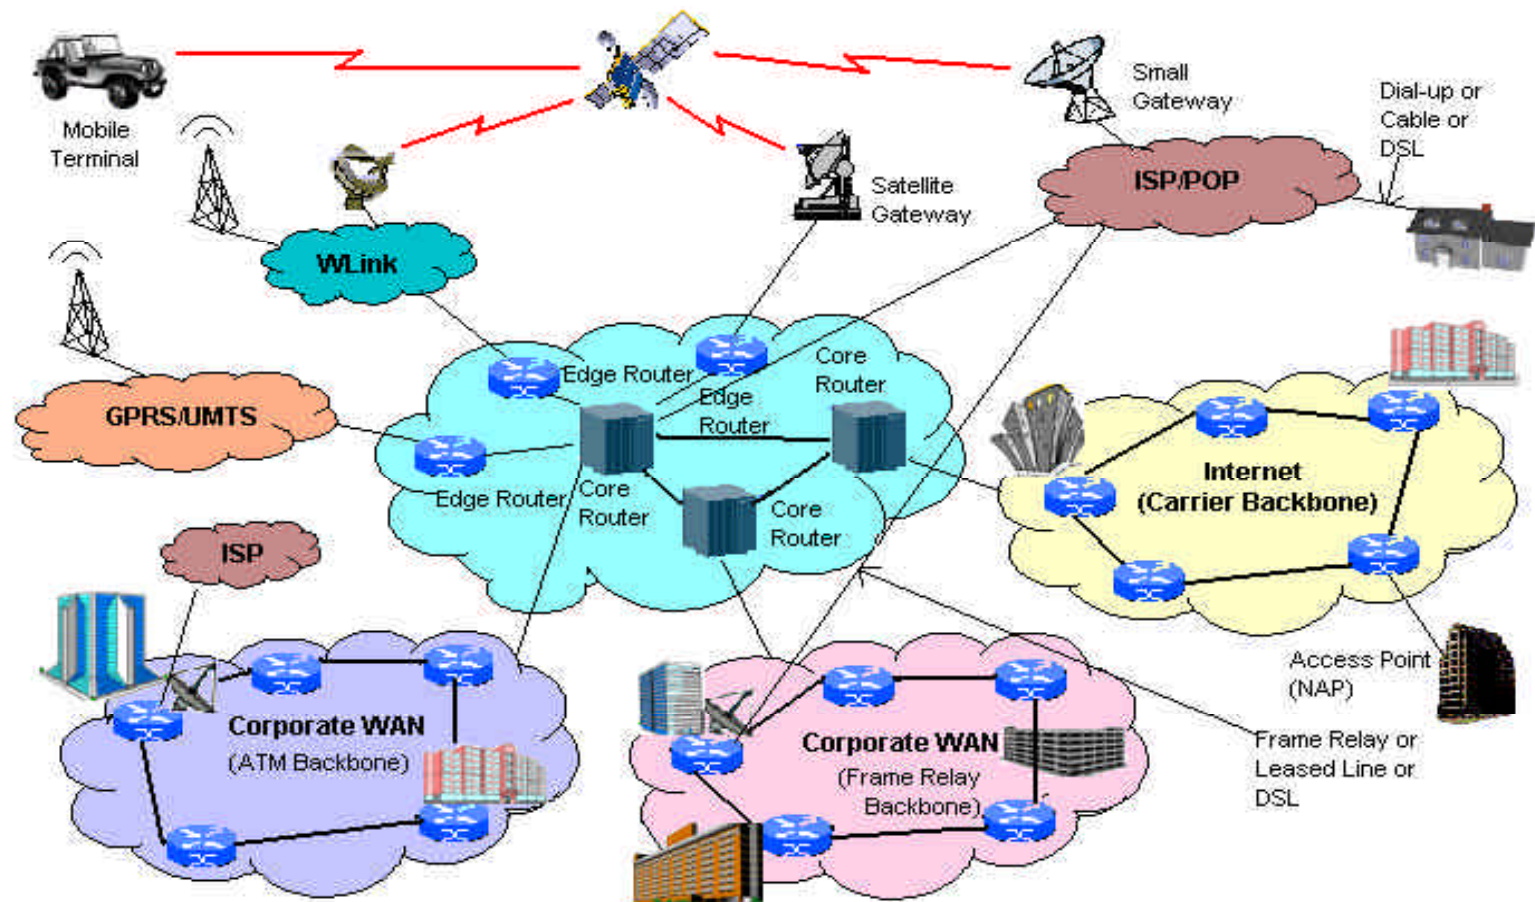 Mobile
Terminal
Small
Gateway
Dial-up or
Cable or
DSL
ISP/POP
Satellite
Gateway
WLink
Edge Router
Core
Router
Edge
Router
GPRS/UMTS
Edge Router
Core
Router
Core
Router
Internet
(Carrier Backbone)
ISP
Access Point
(NAP)
Corporate WAN
(ATM Backbone)
Corporate WAN
(Frame Relay
Backbone)
Frame Relay or
Leased Line or
DSL